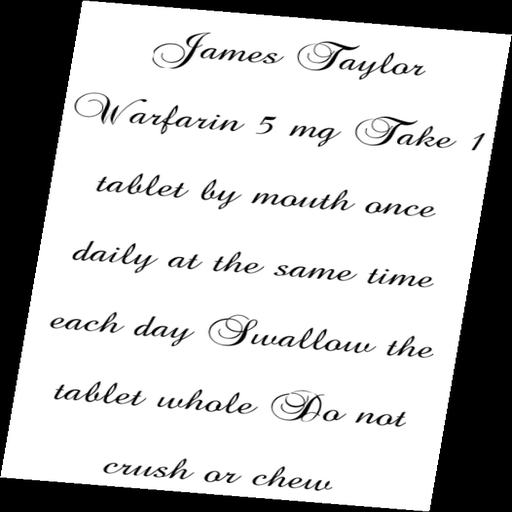 James Taylor
Warfarin 5 mg Take 1
tablet by mouth once
daily at the same time
each day Swallow the
tablet whole Do not
crush or chew